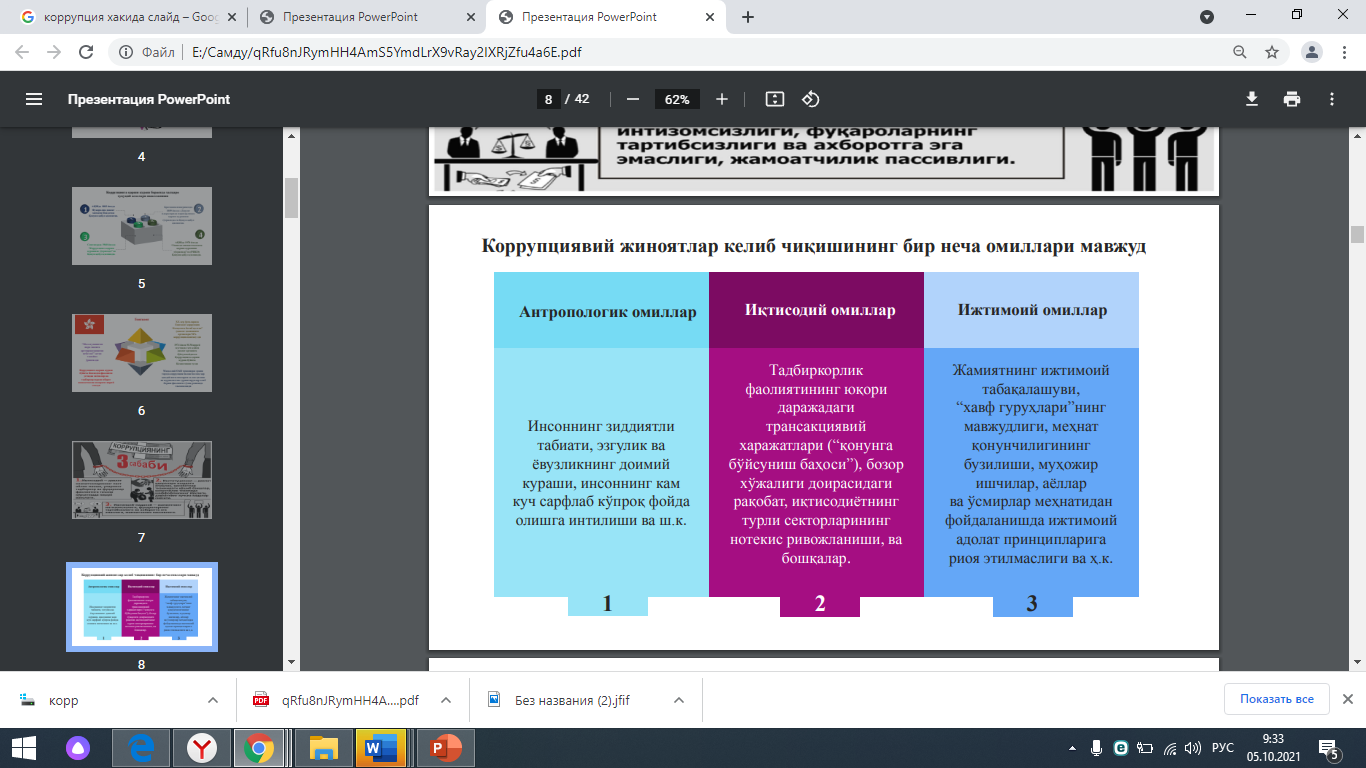 коррупция хакида слайд – Goo
Презентация PowerPoint
Презентация PowerPoint
Файл
E:/Самду/qRfu8nJRymHH4AmS5YmdLrX9vRay2lXRjZfu4a6E.pdf
Презентация PowerPoint
8 / 42
62%
4
5
6
КОРРУПЦИЯНИНГ
3 та
7
8
интизомсизлиги, фуқароларнинг
тартибсизлиги ва ахборотга эга
эмаслиги, жамоатчилик пассивлиги.
Коррупциявий жиноятлар келиб чиқишининг бир неча омиллари мавжуд
Антропологик омиллар
Инсоннинг зиддиятли
табиати, эзгулик ва
ёвузликнинг доимий
кураши, инсоннинг кам
куч сарфлаб кўпроқ фойда
олишга интилиши ва ш.к.
1
Иқтисодий омиллар
Тадбиркорлик
фаолиятининг юқори
даражадаги
трансакциявий
харажатлари (“қонунга
бўйсуниш баҳоси”), бозор
хўжалиги доирасидаги
рақобат, иқтисодиётнинг
турли секторларининг
нотекис ривожланиши, ва
бошқалар.
2
Ижтимоий омиллар
Жамиятнинг ижтимоий
табақалашуви,
“хавф гуруҳлари”нинг
мавжудлиги, меҳнат
қонунчилигининг
бузилиши, муҳожир
ишчилар, аёллар
ва ўсмирлар меҳнатидан
фойдаланишда ижтимоий
адолат принципларига
риоя этилмаслиги ва ҳ.к.
3
корр
qRfu8nJRymHH4A....pdf
Без названия (2).jfif
Показать все
РУС
9:33
05.10.2021
5